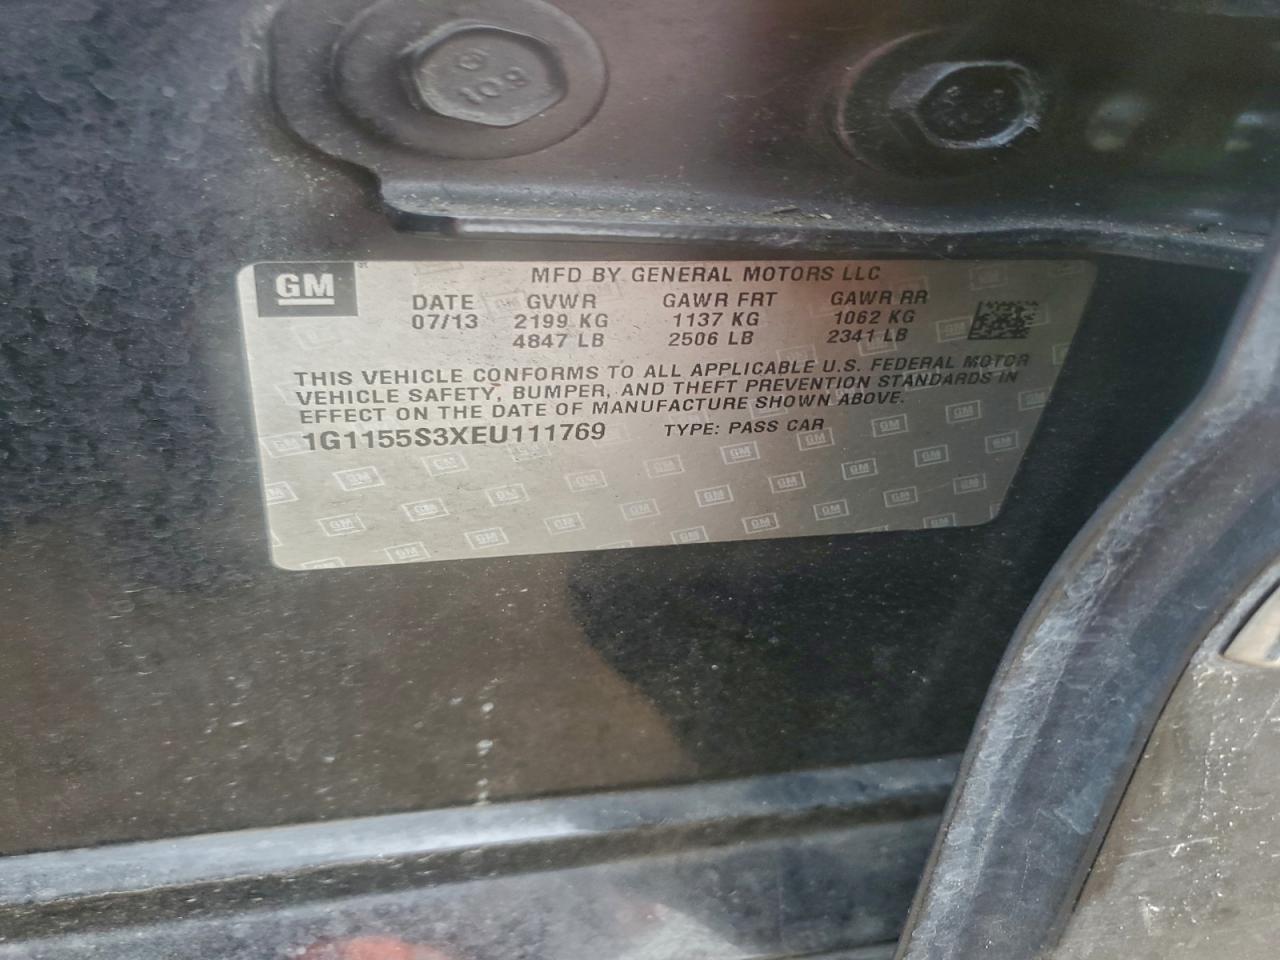 10.9
GM
MFD BY GENERAL MOTORS LLC
DATE GVWR GAWR FRT GAWR RR
07/13 2199 KG 1137 KG 1062 KG
4847 LB 2506 LB 2341 LB
THIS VEHICLE CONFORMS TO ALL APPLICABLE U.S. FEDERAL MOTOR
VEHICLE SAFETY, BUMPER, AND THEFT PREVENTION STANDARDS IN
EFFECT ON THE DATE OF MANUFACTURE SHOWN ABOVE.
1G1155S3XEU111769 TYPE: PASS CAR